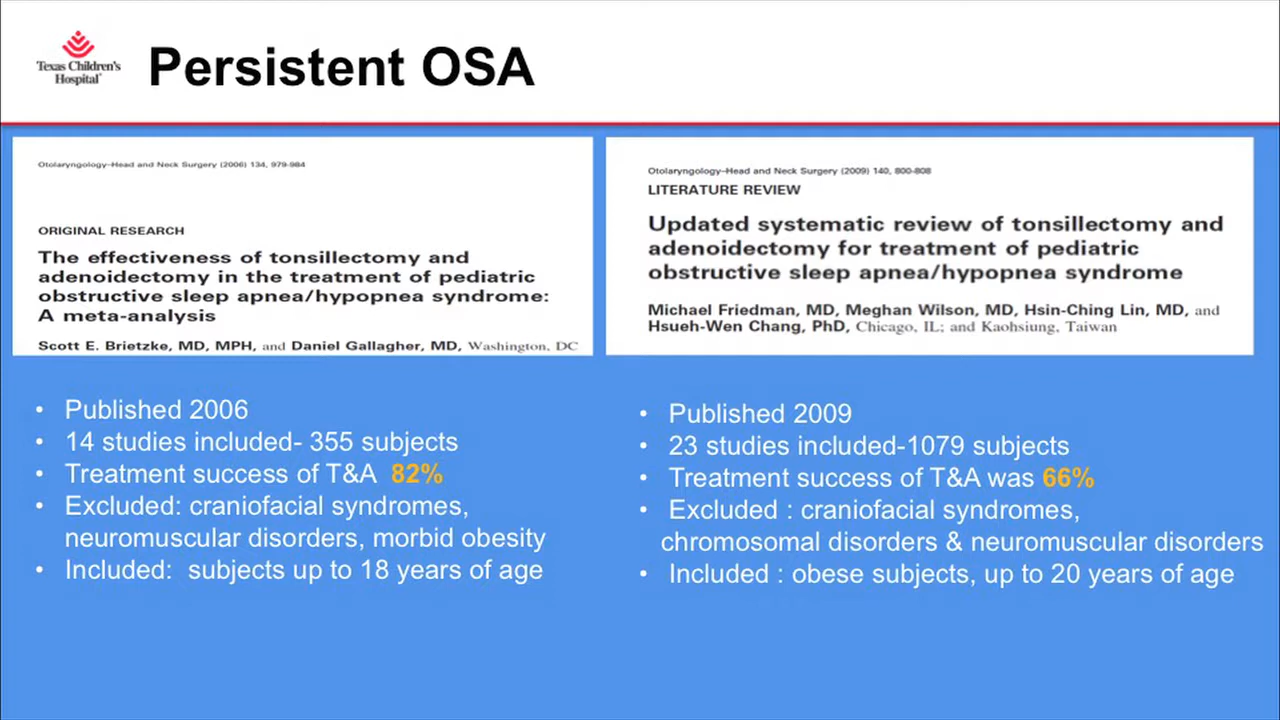 Texas Children's
Hospital
Persistent OSA
Otolaryngology–Head and Neck Surgery (2006) 134, 979-984
ORIGINAL RESEARCH
The effectiveness of tonsillectomy and
adenoidectomy in the treatment of pediatric
obstructive sleep apnea/hypopnea syndrome:
A meta-analysis
Scott E. Brietzke, MD, MPH, and Daniel Gallagher, MD, Washington, DC
• Published 2006
• 14 studies included- 355 subjects
• Treatment success of T&A 82%
• Excluded: craniofacial syndromes,
neuromuscular disorders, morbid obesity
• Included: subjects up to 18 years of age
Otolaryngology–Head and Neck Surgery (2009) 140, 800-808
LITERATURE REVIEW
Updated systematic review of tonsillectomy and
adenoidectomy for treatment of pediatric
obstructive sleep apnea/hypopnea syndrome
Michael Friedman, MD, Meghan Wilson, MD, Hsin-Ching Lin, MD, and
Hsueh-Wen Chang, PhD, Chicago, IL; and Kaohsiung, Taiwan
• Published 2009
• 23 studies included-1079 subjects
• Treatment success of T&A was 66%
• Excluded : craniofacial syndromes,
chromosomal disorders & neuromuscular disorders
• Included : obese subjects, up to 20 years of age